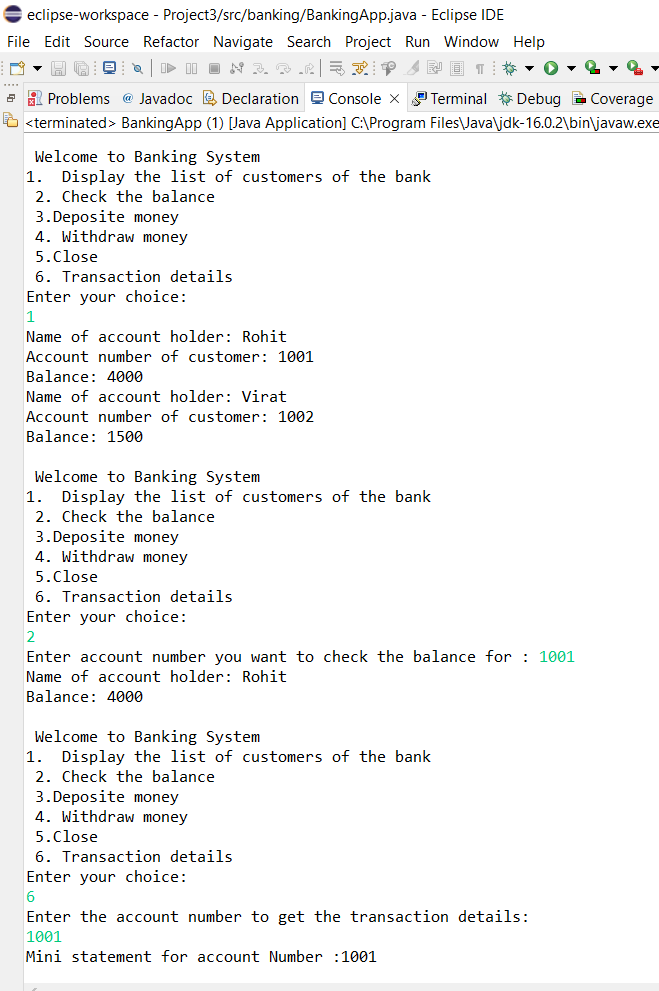 eclipse-workspace - Project3/src/banking/BankingApp.java - Eclipse IDE
File Edit Source Refactor Navigate Search Project Run Window Help
Problems @ Javadoc Declaration Console Terminal Debug Coverage
<terminated> BankingApp (1) [Java Application] C:\Program Files\Java\jdk-16.0.2\bin\javaw.exe
Welcome to Banking System
1.  Display the list of customers of the bank
2. Check the balance
3.Deposite money
4. Withdraw money
5.Close
6. Transaction details
Enter your choice:
1
Name of account holder: Rohit
Account number of customer: 1001
Balance: 4000
Name of account holder: Virat
Account number of customer: 1002
Balance: 1500
Welcome to Banking System
1.  Display the list of customers of the bank
2. Check the balance
3.Deposite money
4. Withdraw money
5.Close
6. Transaction details
Enter your choice:
2
Enter account number you want to check the balance for : 1001
Name of account holder: Rohit
Balance: 4000
Welcome to Banking System
1.  Display the list of customers of the bank
2. Check the balance
3.Deposite money
4. Withdraw money
5.Close
6. Transaction details
Enter your choice:
6
Enter the account number to get the transaction details:
1001
Mini statement for account Number :1001